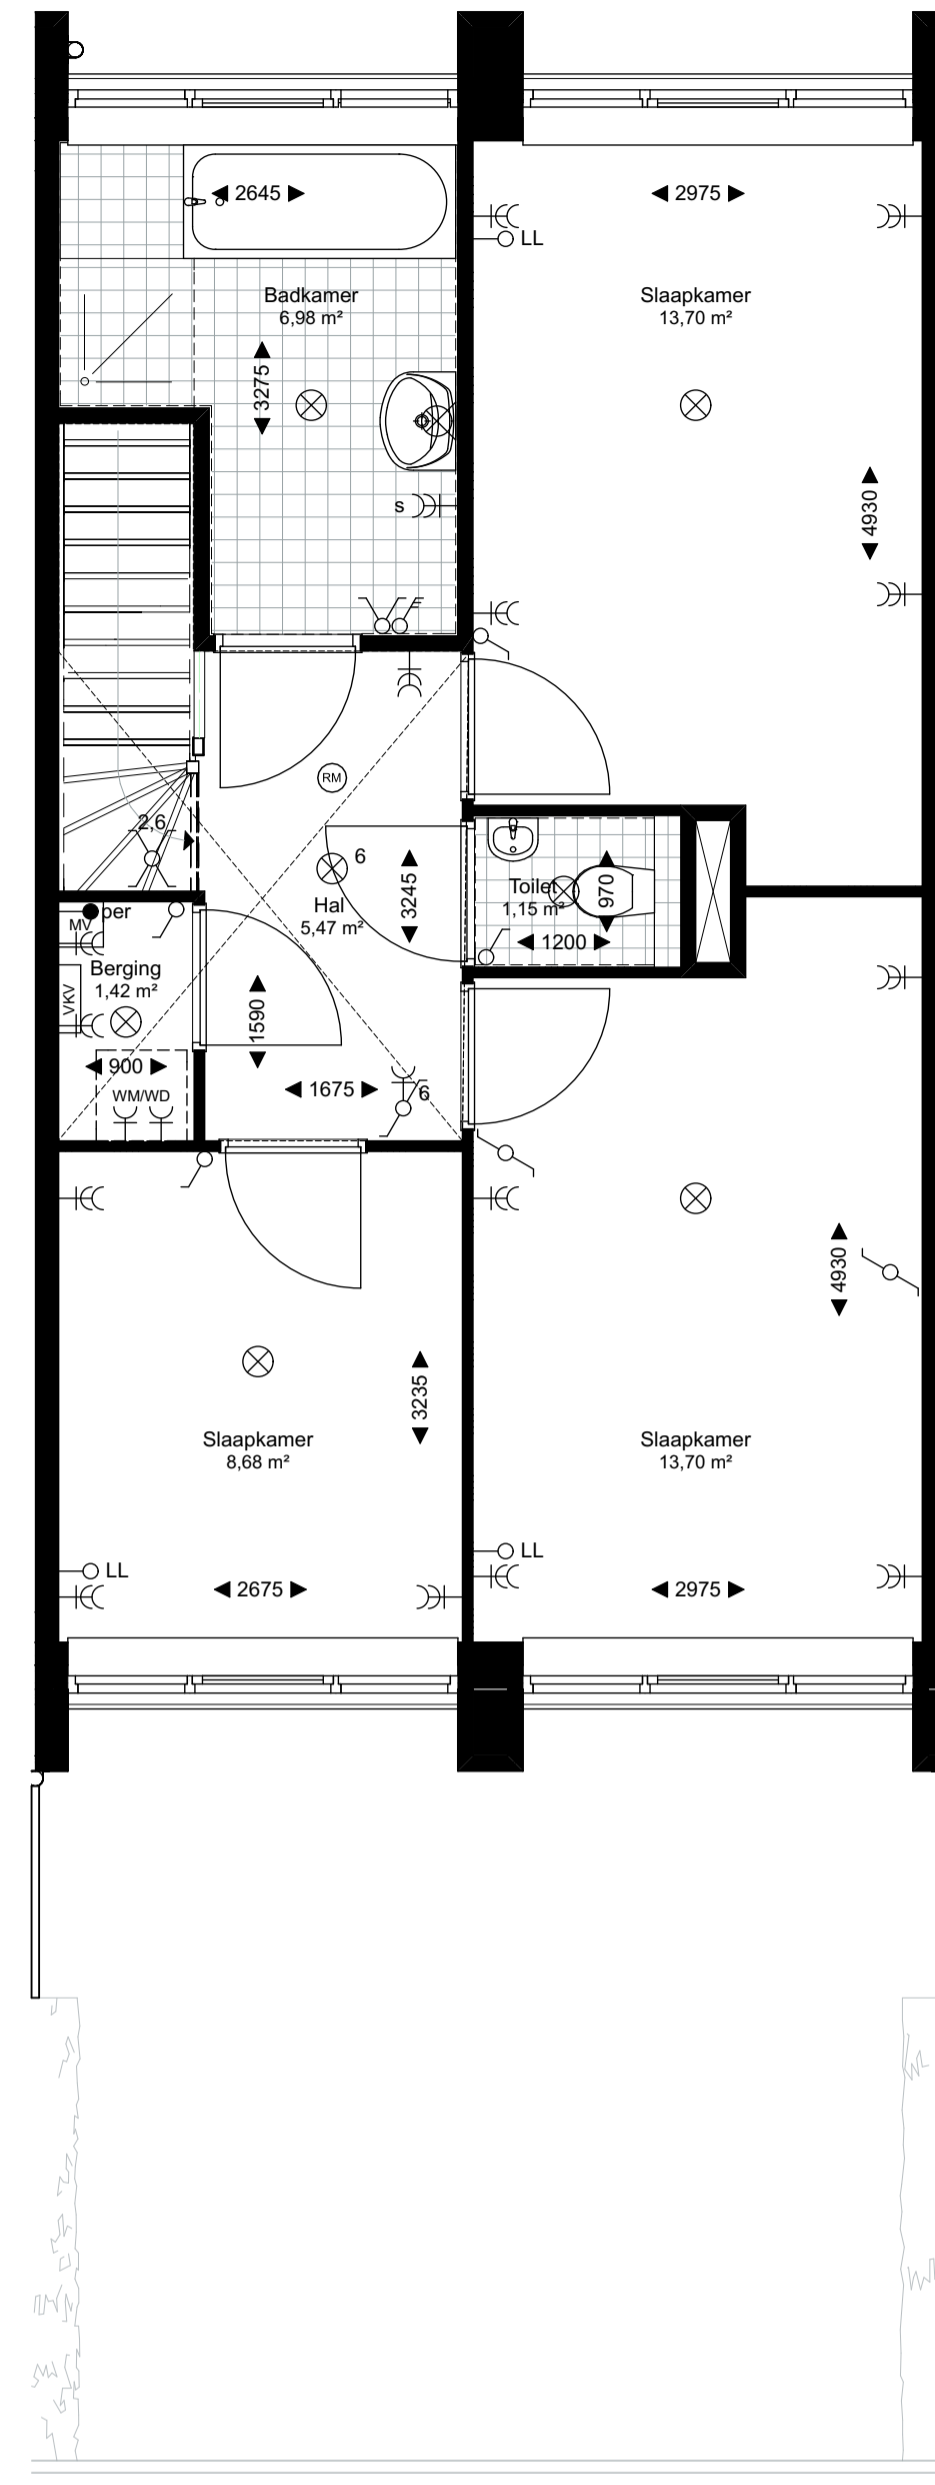 2645
2975
LL
Badkamer
6,98 m²
Slaapkamer
13,70 m²
3275
4930
s
RM
2,6
6
Hal
5,47 m²
3245
Toilet
1,15 m²
970
1200
per
MV
Berging
1,42 m²
VKV
1590
900
WM/WD
1675
6
4930
3235
Slaapkamer
8,68 m²
Slaapkamer
13,70 m²
LL
LL
2675
2975